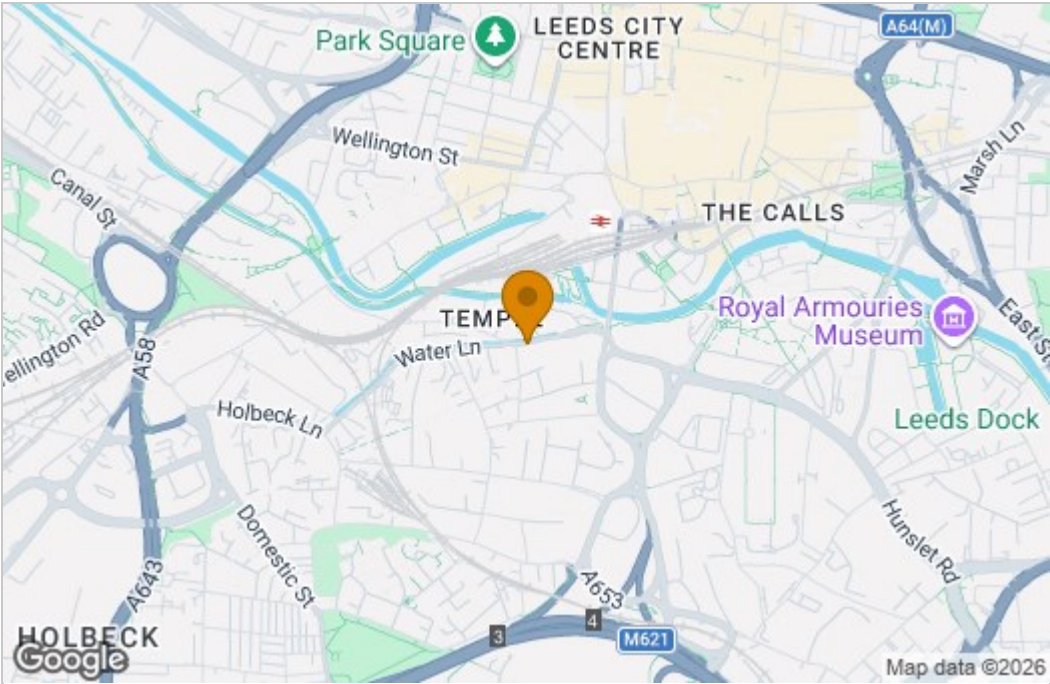 Park Square
LEEDS CITY
CENTRE
A64(M)
Wellington St
Marsh Ln
Canal St
THE CALLS
Royal Armouries
Museum
East St
Water Ln
A58
Holbeck Ln
Leeds Dock
Domestic St
Hunslet Rd
A643
A653
HOLBECK
3
4
M621
Google
Map data ©2026